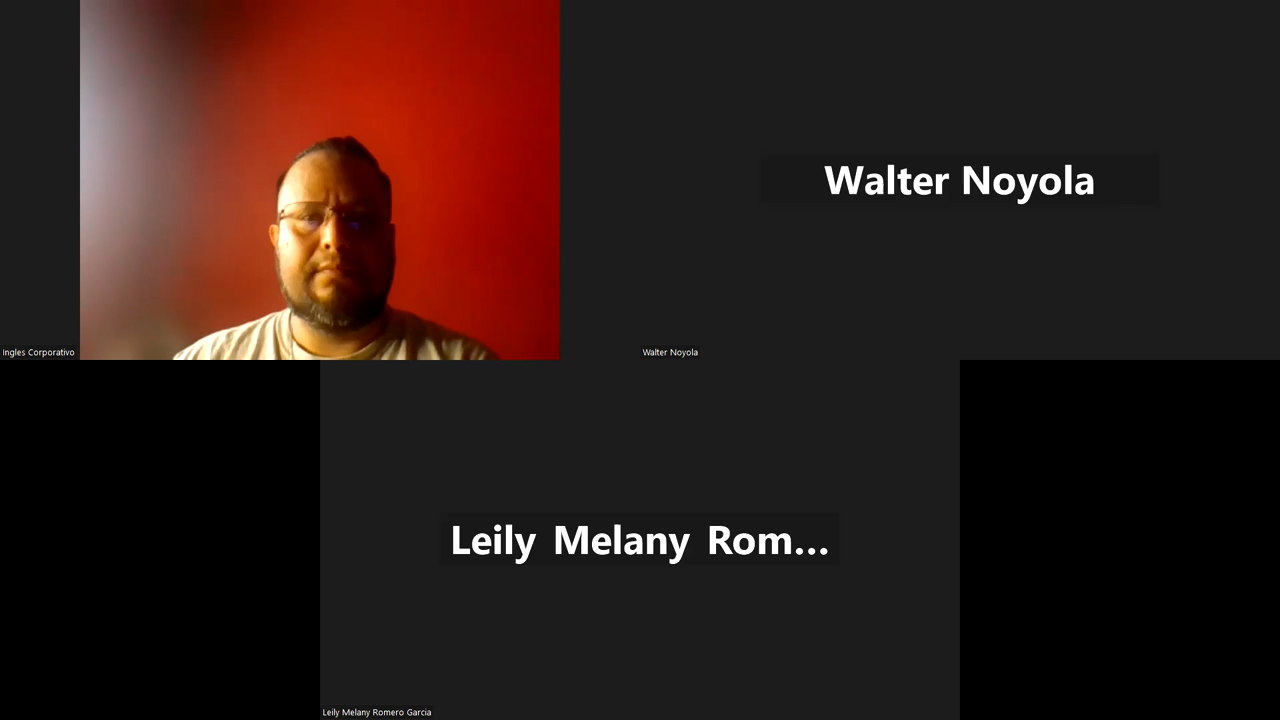 Walter Noyola
Ingles Corporativo
Walter Noyola
Leily Melany Rom...
Leily Melany Romero Garcia